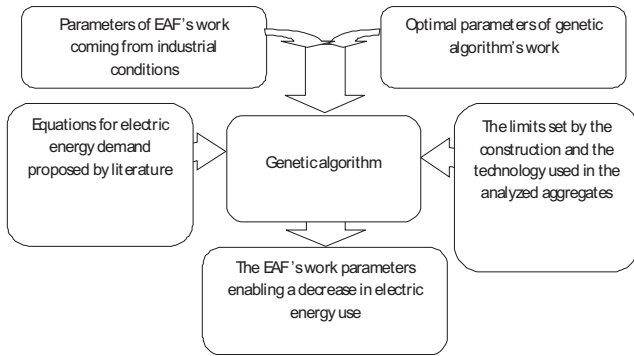 Parameters of EAF's work
coming from industrial
conditions
Optimal parameters of genetic
algorithm's work
Equations for electric
energy demand
proposed by literature
Genetic algorithm
The limits set by the
construction and the
technology used in the
analyzed aggregates
The EAF's work parameters
enabling a decrease in electric
energy use